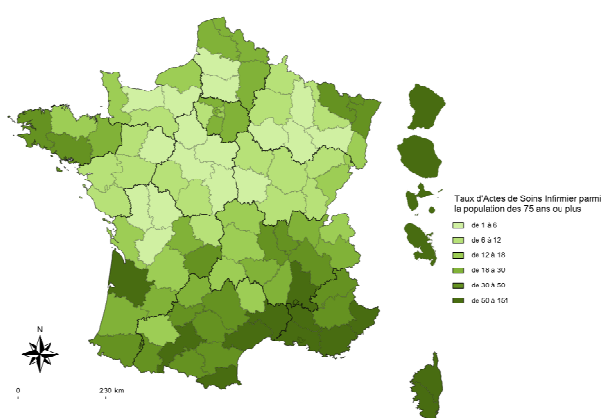 Taux d'Actes de Soins Infirmier parmi
la population des 75 ans ou plus
de 1 à 6
de 6 à 12
de 12 à 18
de 18 à 30
de 30 à 50
de 50 à 151
N
0 230 km